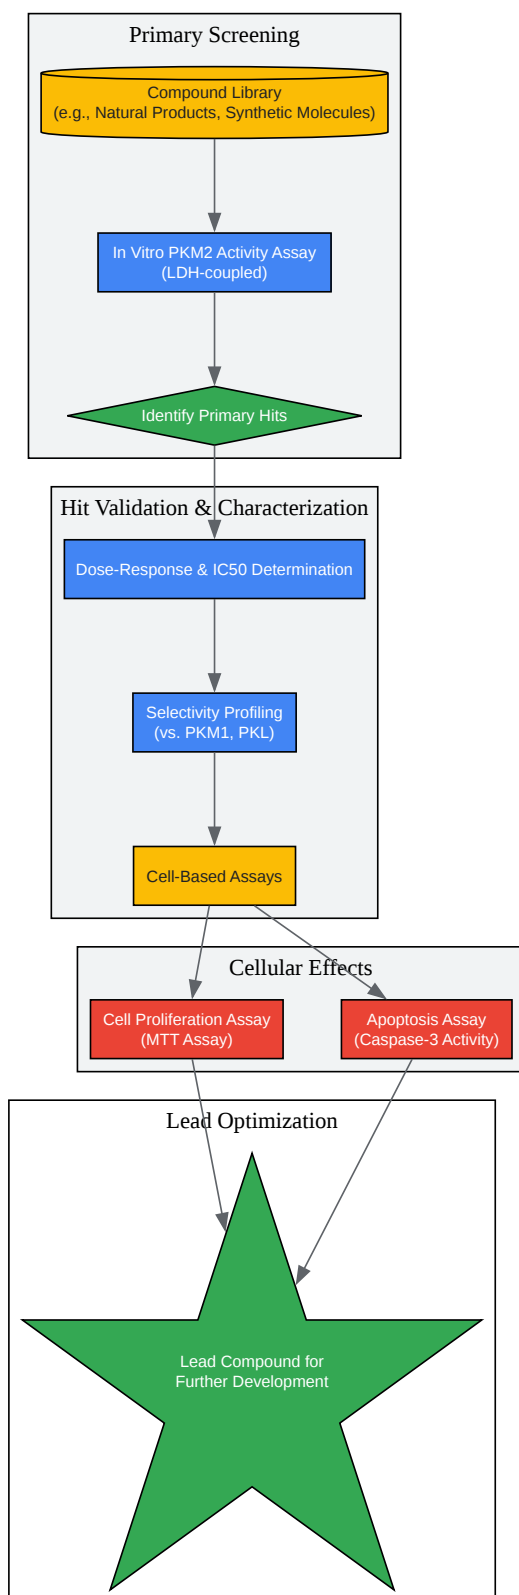 Primary Screening
Compound Library
(e.g., Natural Products, Synthetic Molecules)
In Vitro PKM2 Activity Assay
(LDH-coupled)
Identify Primary Hits
Hit Validation & Characterization
Dose-Response & IC50 Determination
Selectivity Profiling
(vs. PKM1, PKL)
Cell-Based Assays
Cellular Effects
Cell Proliferation Assay
(MTT Assay)
Apoptosis Assay
(Caspase-3 Activity)
Lead Optimization
Lead Compound for
Further Development